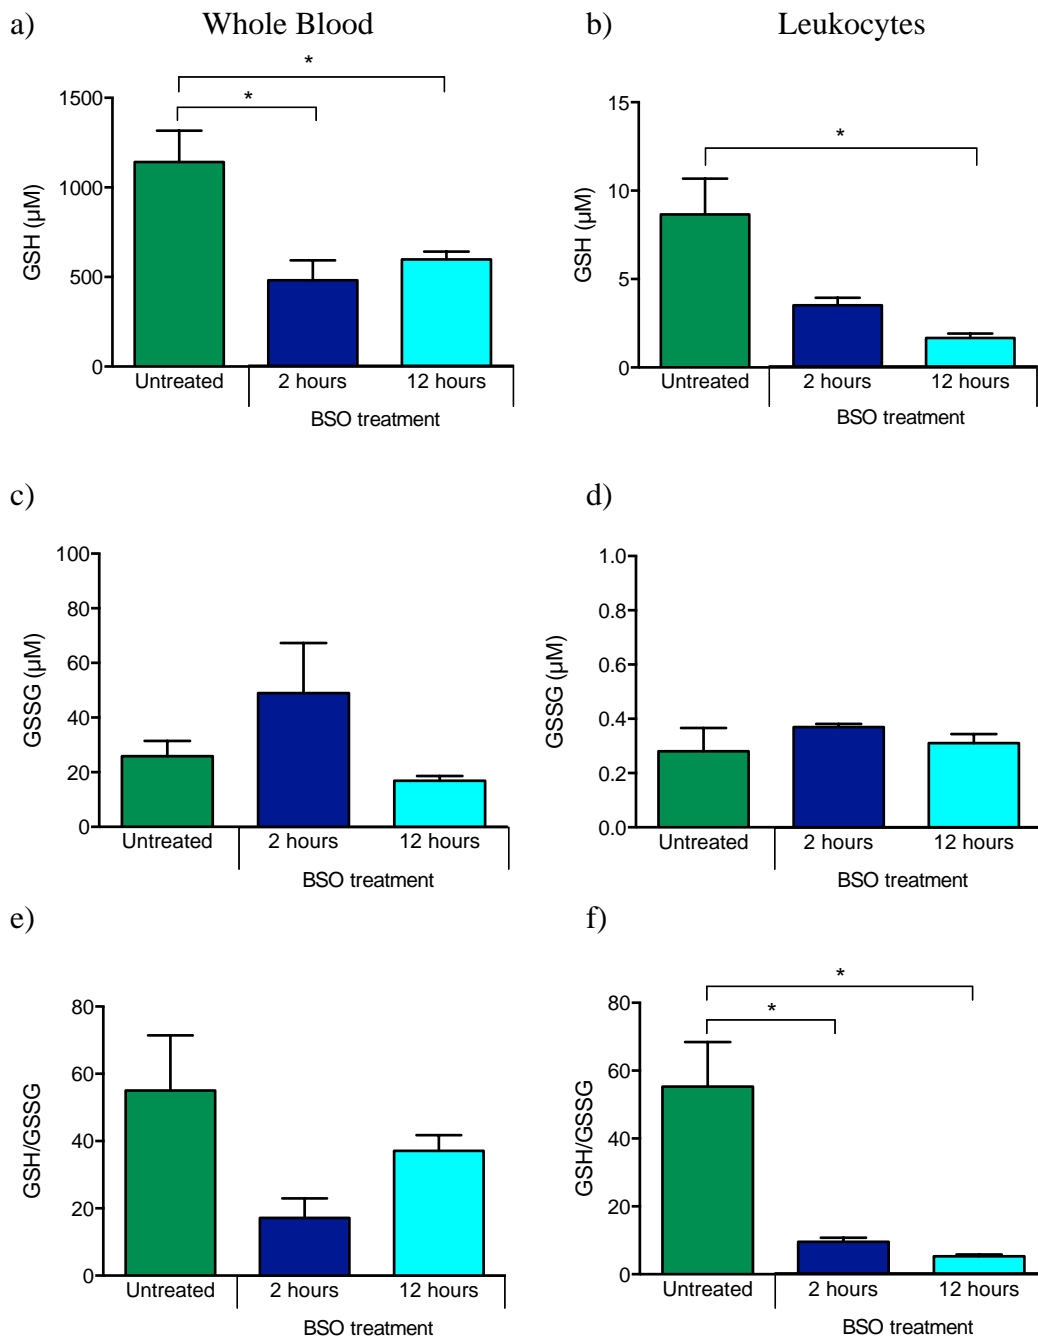 a) Whole Blood
b) Leukocytes
*
*
1500
1000
500
0
GSH (µM)
Untreated 2 hours 12 hours
BSO treatment
*
15
10
5
0
GSH (µM)
Untreated 2 hours 12 hours
BSO treatment
c)
100
80
60
40
20
0
GSSG (µM)
Untreated 2 hours 12 hours
BSO treatment
d)
1.0
0.8
0.6
0.4
0.2
0.0
GSSG (µM)
Untreated 2 hours 12 hours
BSO treatment
e)
80
60
40
20
0
GSH/GSSG
Untreated 2 hours 12 hours
BSO treatment
f)
*
*
80
60
40
20
0
GSH/GSSG
Untreated 2 hours 12 hours
BSO treatment